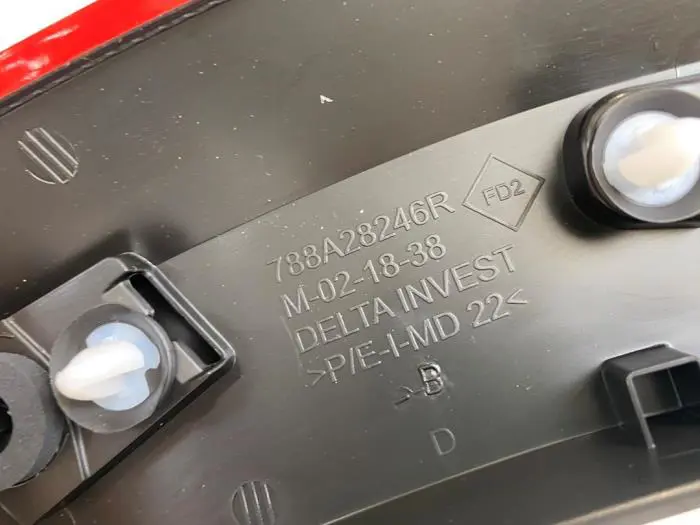 788A28246R
FD2
M-02-18-38
DELTA INVEST
>P/E-I-MD 22<
>B
D